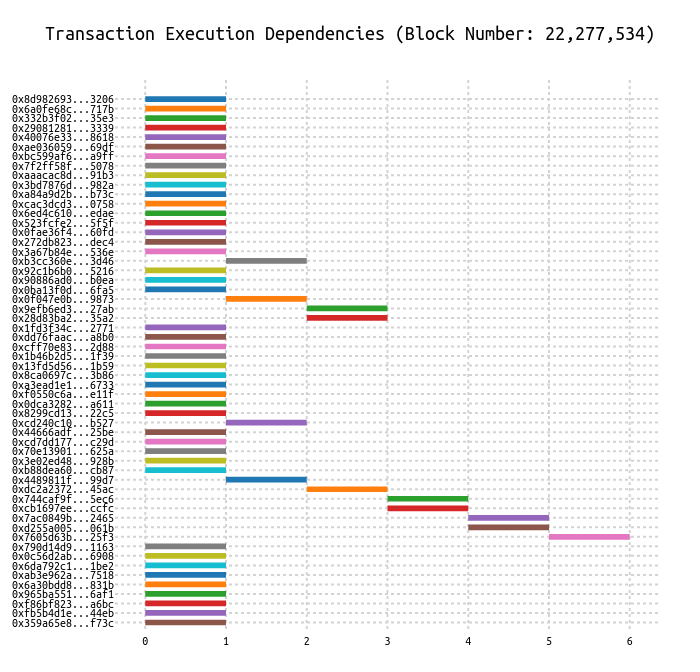 Transaction Execution Dependencies (Block Number: 22,277,534)
0x8d982693...3206
0x6a0fe68c...717b
0x332b3f02...35e3
0x29081281...3339
0x40076e33...8618
0xae036059...69df
0xbc599af6...a9ff
0x7f2ff58f...5078
0xaaacac8d...91b3
0x3bd7876d...982a
0xa84a9d2b...b73c
0xcac3dcd3...0758
0x6ed4c610...edae
0x523fcfe2...5f5f
0x0fae36f4...60fd
0x272db823...dec4
0x3a67b84e...536e
0xb3cc360e...3d46
0x92c1b6b0...5216
0x90886ad0...b0ea
0x0ba13f0d...6fa5
0x0f047e0b...9873
0x9efb6ed3...27ab
0x28d83ba2...35a2
0x1fd3f34c...2771
0xdd76faac...a8b0
0xcff70e83...2d88
0x1b46b2d5...1f39
0x13fd5d56...1b59
0x8ca0697c...3b86
0xa3ead1e1...6733
0xf0550c6a...e11f
0x0dca3282...a611
0x8299cd13...22c5
0xcd240c10...b527
0x44666adf...25be
0xcd7dd177...c29d
0x70e13901...625a
0x3e02ed48...928b
0xb88dea60...cb87
0x4489811f...99d7
0xdc2a2372...45ac
0x744caf9f...5ec6
0xcb1697ee...ccfc
0x7ac0849b...2465
0xd255a005...061b
0x7605d63b...25f3
0x790d14d9...1163
0x0c56d2ab...6908
0x6da792c1...1be2
0xab3e962a...7518
0x6a30bdd8...831b
0x965ba551...6af1
0xf86bf823...a6bc
0xfb5b4d1e...44eb
0x359a65e8...f73c
0 1 2 3 4 5 6